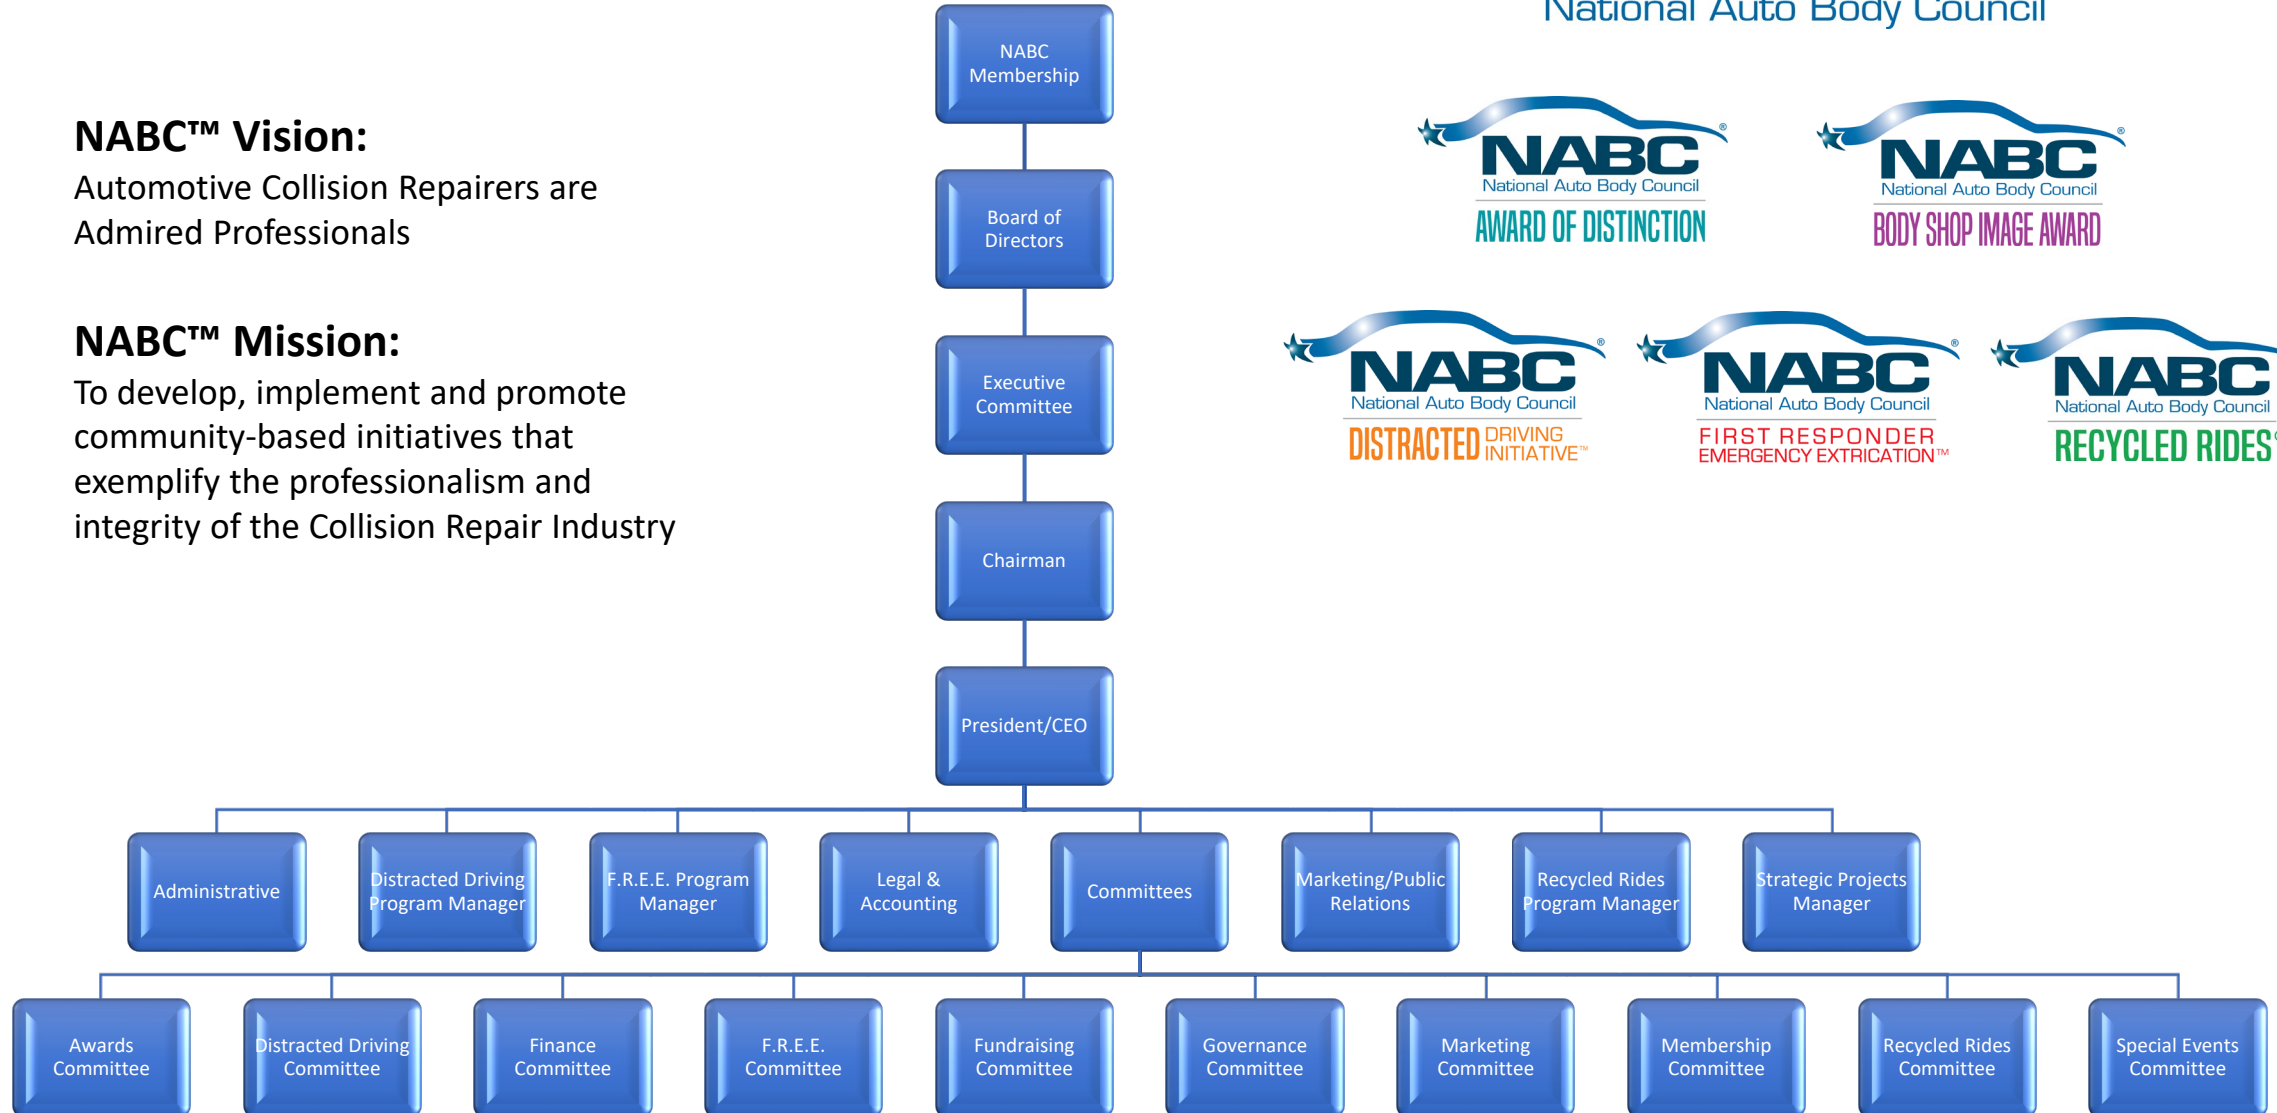 National Auto Body Council
NABC™ Vision:
Automotive Collision Repairers are
Admired Professionals
NABC™ Mission:
To develop, implement and promote
community-based initiatives that
exemplify the professionalism and
integrity of the Collision Repair Industry
NABC
Membership
Board of
Directors
Executive
Committee
Chairman
President/CEO
NABC®
National Auto Body Council
AWARD OF DISTINCTION
NABC®
National Auto Body Council
BODY SHOP IMAGE AWARD
NABC®
National Auto Body Council
DISTRACTED DRIVING
INITIATIVE™
NABC®
National Auto Body Council
FIRST RESPONDER
EMERGENCY EXTRICATION™
NABC
National Auto Body Council
RECYCLED RIDES
Administrative
Distracted Driving
Program Manager
F.R.E.E. Program
Manager
Legal &
Accounting
Committees
Marketing/Public
Relations
Recycled Rides
Program Manager
Strategic Projects
Manager
Awards
Committee
Distracted Driving
Committee
Finance
Committee
F.R.E.E.
Committee
Fundraising
Committee
Governance
Committee
Marketing
Committee
Membership
Committee
Recycled Rides
Committee
Special Events
Committee